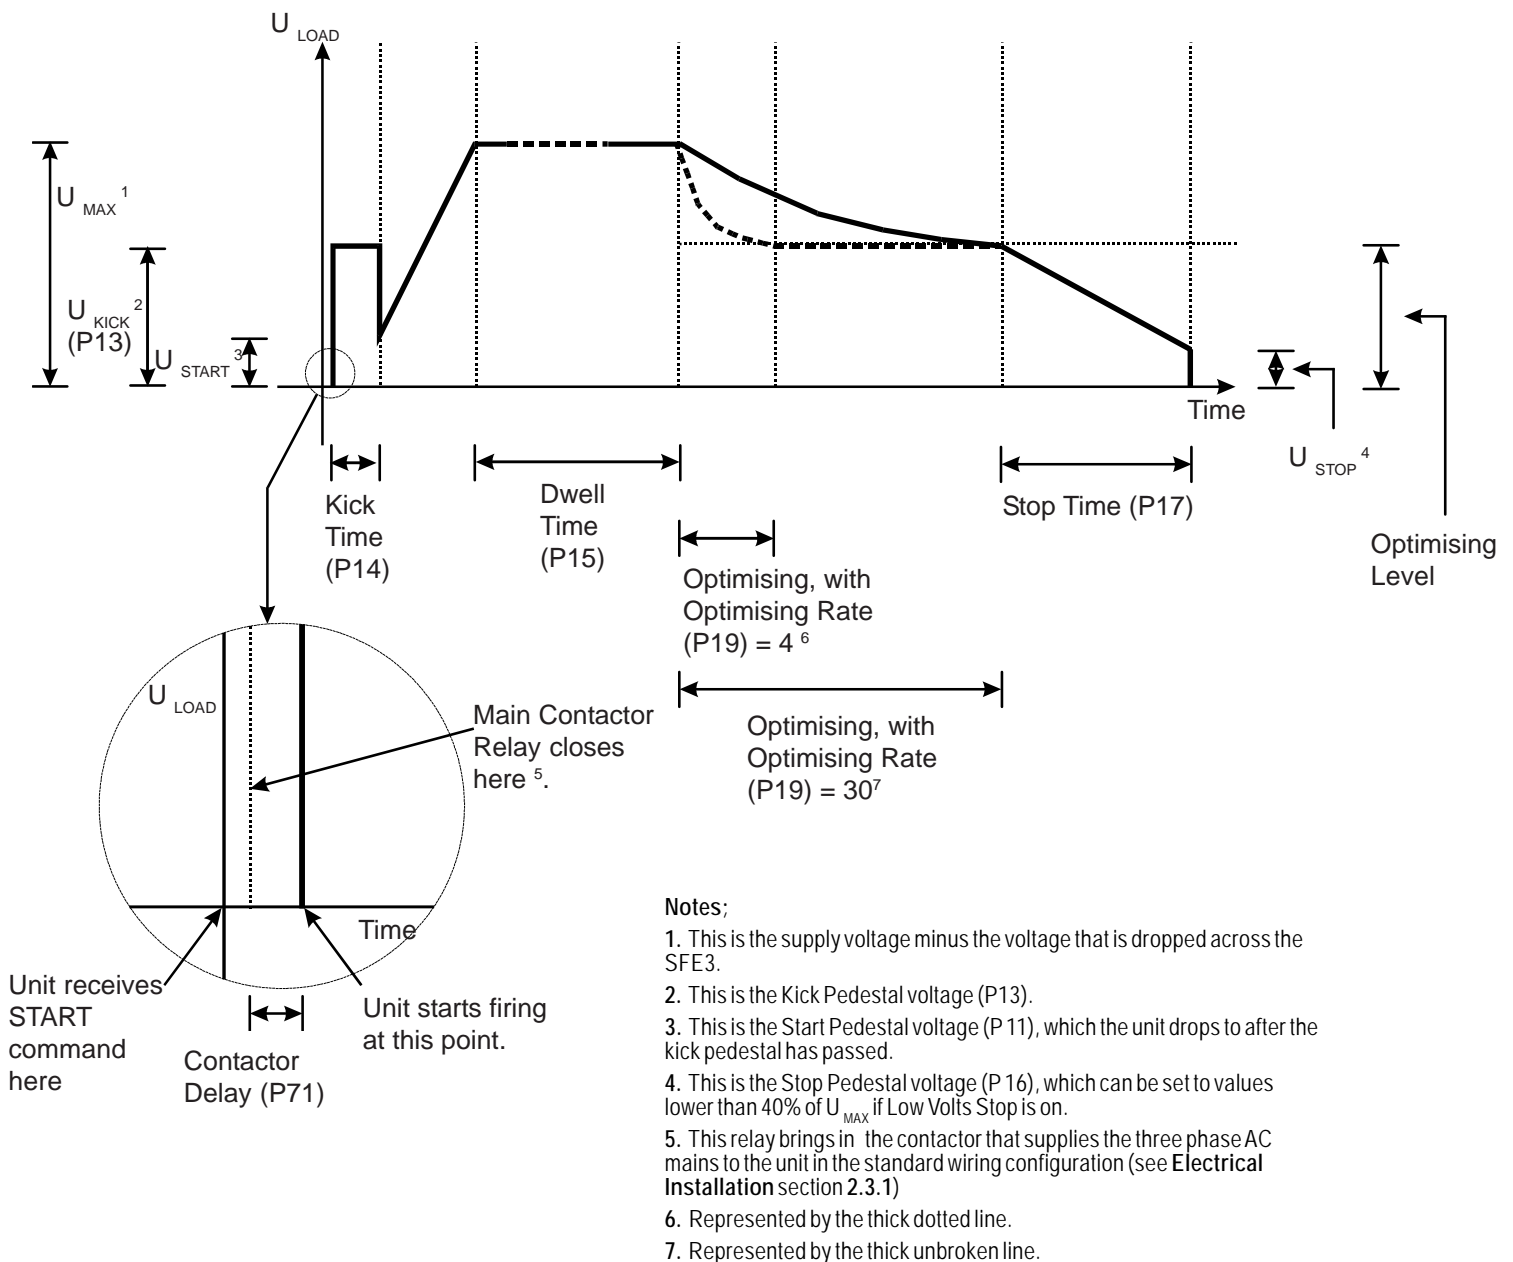 U LOAD
U MAX 1
U KICK 2
(P13)
U START 3
Time
U STOP 4
Optimising
Level
Kick
Time
(P14)
Dwell
Time
(P15)
Stop Time (P17)
Optimising, with
Optimising Rate
(P19) = 4 6
Optimising, with
Optimising Rate
(P19) = 30 7
U LOAD
Main Contactor
Relay closes
here 5.
Time
Unit receives
START
command
here
Contactor
Delay (P71)
Unit starts firing
at this point.
Notes;
1. This is the supply voltage minus the voltage that is dropped across the
SFE3.
2. This is the Kick Pedestal voltage (P13).
3. This is the Start Pedestal voltage (P 11), which the unit drops to after the
kick pedestal has passed.
4. This is the Stop Pedestal voltage (P 16), which can be set to values
lower than 40% of U MAX if Low Volts Stop is on.
5. This relay brings in the contactor that supplies the three phase AC
mains to the unit in the standard wiring configuration (see Electrical
Installation section 2.3.1)
6. Represented by the thick dotted line.
7. Represented by the thick unbroken line.